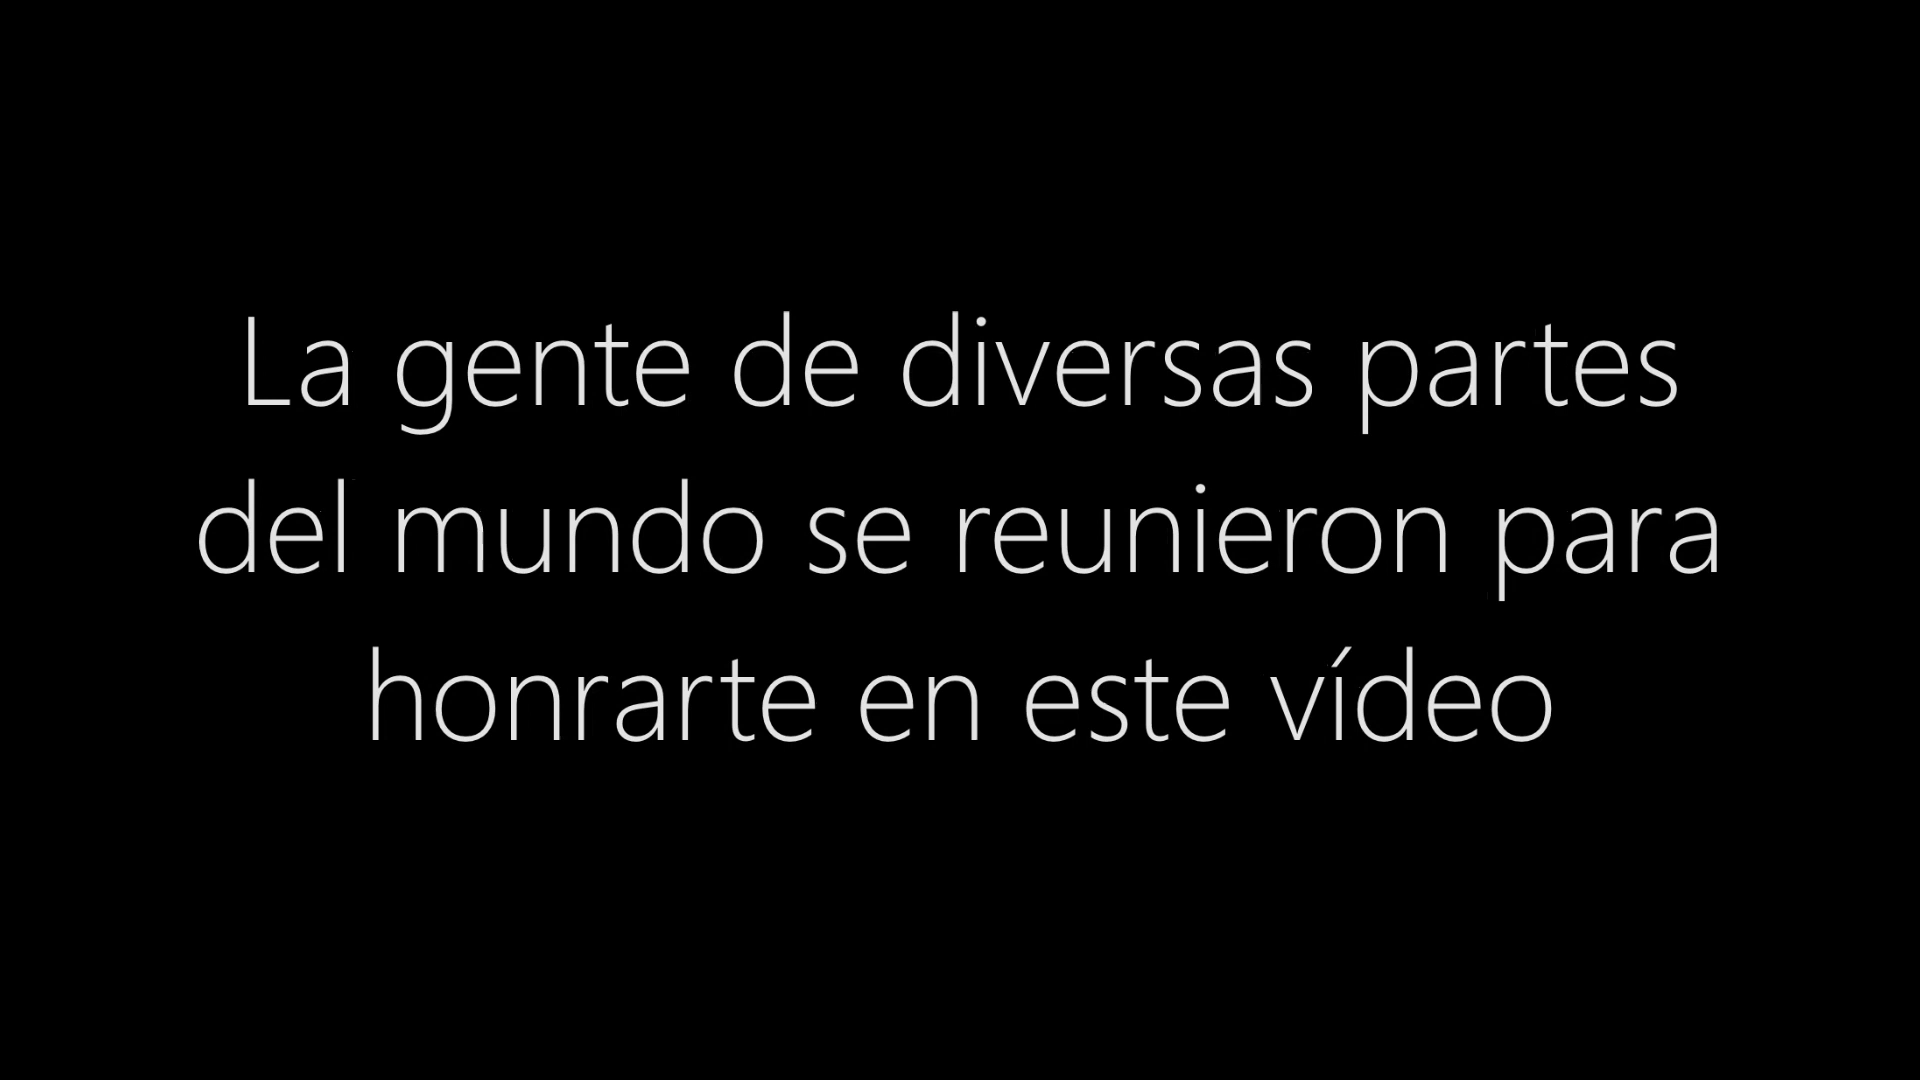 La gente de diversas partes
del mundo se reunieron para
honrarte en este vídeo